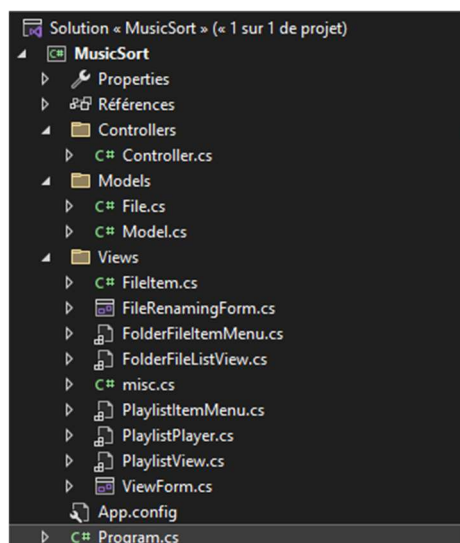 Solution « MusicSort » (« 1 sur 1 de projet)
C# MusicSort
Properties
Références
Controllers
C# Controller.cs
Models
C# File.cs
C# Model.cs
Views
C# FileItem.cs
FileRenamingForm.cs
FolderFileItemMenu.cs
FolderFileListView.cs
C# misc.cs
PlaylistItemMenu.cs
PlaylistPlayer.cs
PlaylistView.cs
ViewForm.cs
App.config
C# Program.cs